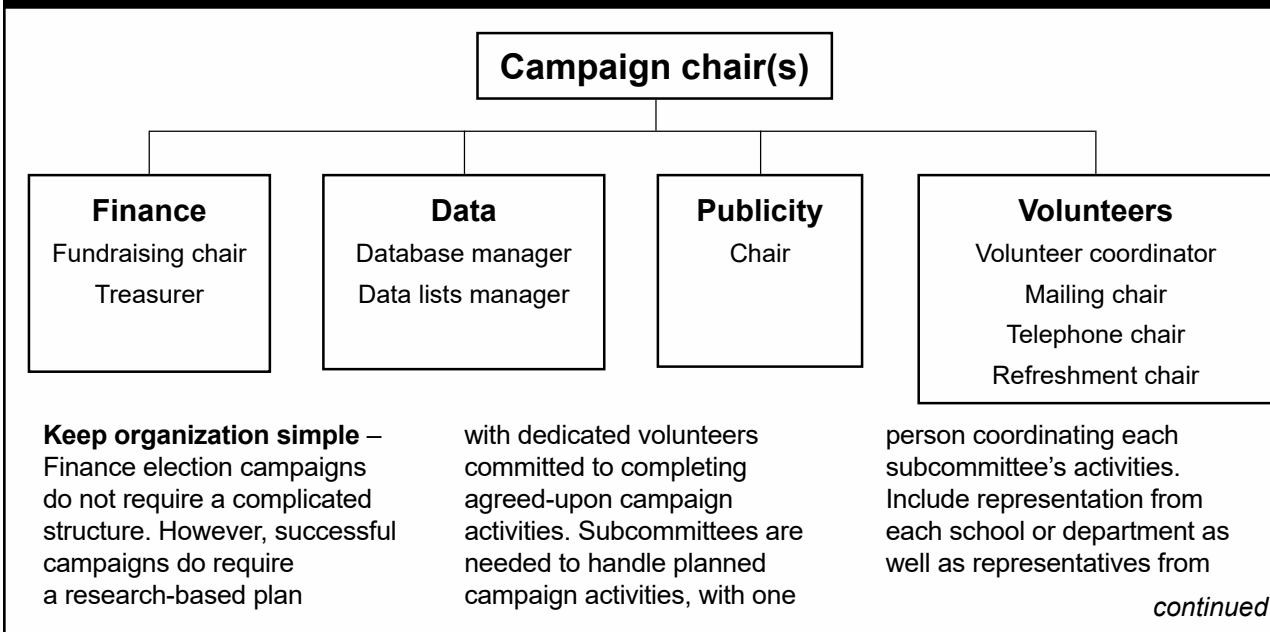 Campaign chair(s)
Finance
Fundraising chair
Treasurer
Data
Database manager
Data lists manager
Publicity
Chair
Volunteers
Volunteer coordinator
Mailing chair
Telephone chair
Refreshment chair
Keep organization simple –
Finance election campaigns
do not require a complicated
structure. However, successful
campaigns do require
a research-based plan
with dedicated volunteers
committed to completing
agreed-upon campaign
activities. Subcommittees are
needed to handle planned
campaign activities, with one
person coordinating each
subcommittee’s activities.
Include representation from
each school or department as
well as representatives from
continued